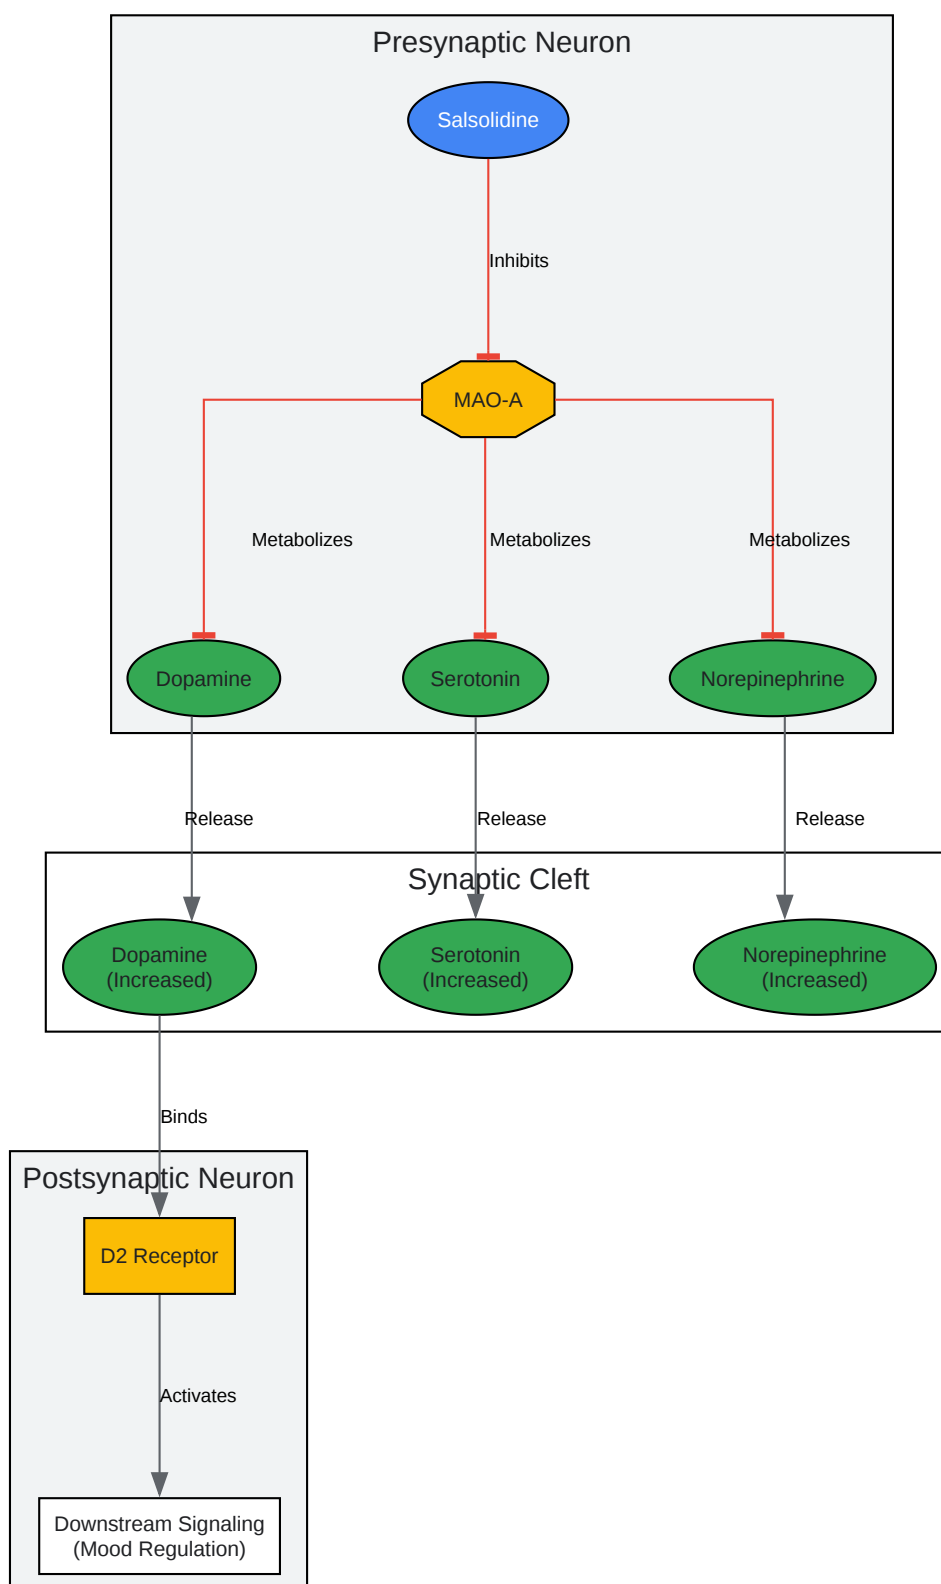 Presynaptic Neuron
Salsolidine
Inhibits
MAO-A
Metabolizes
Metabolizes
Metabolizes
Dopamine
Serotonin
Norepinephrine
Release
Release
Release
Synaptic Cleft
Dopamine
(Increased)
Serotonin
(Increased)
Norepinephrine
(Increased)
Binds
Postsynaptic Neuron
D2 Receptor
Activates
Downstream Signaling
(Mood Regulation)